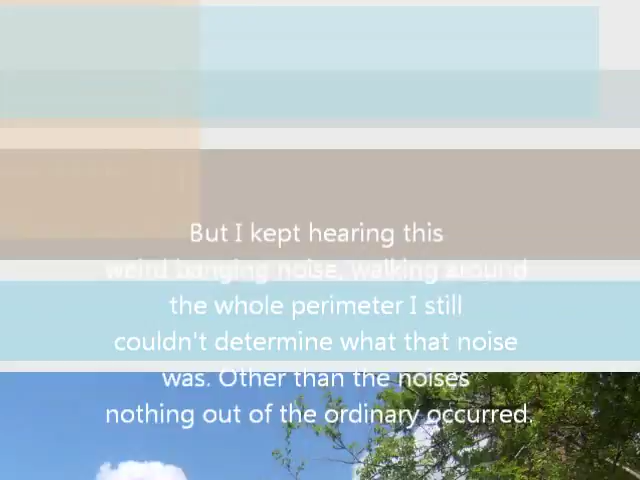 But I kept hearing this
weird banging noise, walking around
the whole perimeter I still
couldn't determine what that noise
was. Other than the noises
nothing out of the ordinary occurred.